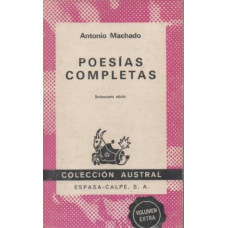 Antonio Machado
POESÍAS
COMPLETAS
COLECCIÓN AUSTRAL
ESPASA-CALPE, S. A.
VOLUMEN
EXTRA